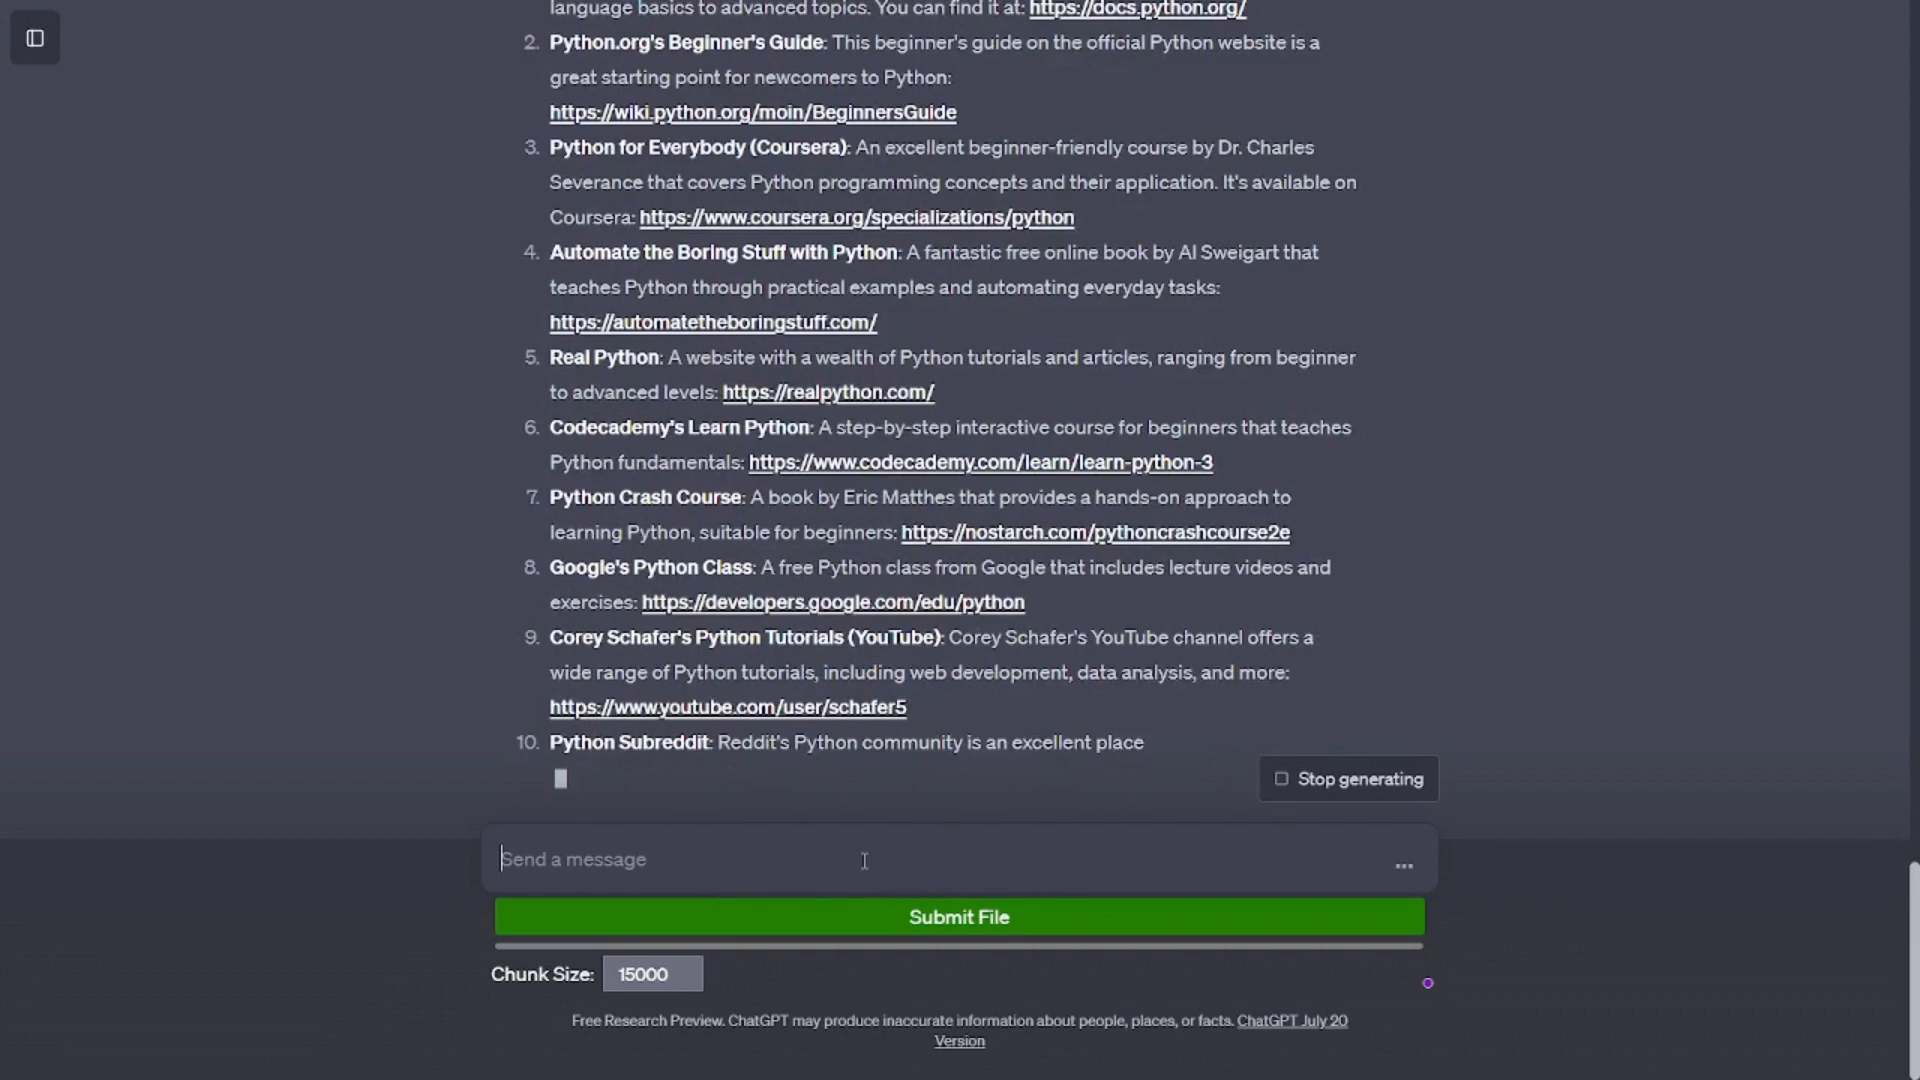 language basics to advanced topics. You can find it at: https://docs.python.org/
2. Python.org's Beginner's Guide: This beginner's guide on the official Python website is a
great starting point for newcomers to Python:
https://wiki.python.org/moin/BeginnersGuide
3. Python for Everybody (Coursera): An excellent beginner-friendly course by Dr. Charles
Severance that covers Python programming concepts and their application. It's available on
Coursera: https://www.coursera.org/specializations/python
4. Automate the Boring Stuff with Python: A fantastic free online book by Al Sweigart that
teaches Python through practical examples and automating everyday tasks:
https://automatetheboringstuff.com/
5. Real Python: A website with a wealth of Python tutorials and articles, ranging from beginner
to advanced levels: https://realpython.com/
6. Codecademy's Learn Python: A step-by-step interactive course for beginners that teaches
Python fundamentals: https://www.codecademy.com/learn/learn-python-3
7. Python Crash Course: A book by Eric Matthes that provides a hands-on approach to
learning Python, suitable for beginners: https://nostarch.com/pythoncrashcourse2e
8. Google's Python Class: A free Python class from Google that includes lecture videos and
exercises: https://developers.google.com/edu/python
9. Corey Schafer's Python Tutorials (YouTube): Corey Schafer's YouTube channel offers a
wide range of Python tutorials, including web development, data analysis, and more:
https://www.youtube.com/user/schafer5
10. Python Subreddit: Reddit's Python community is an excellent place
Stop generating
Send a message
Submit File
Chunk Size: 15000
Free Research Preview. ChatGPT may produce inaccurate information about people, places, or facts. ChatGPT July 20
Version